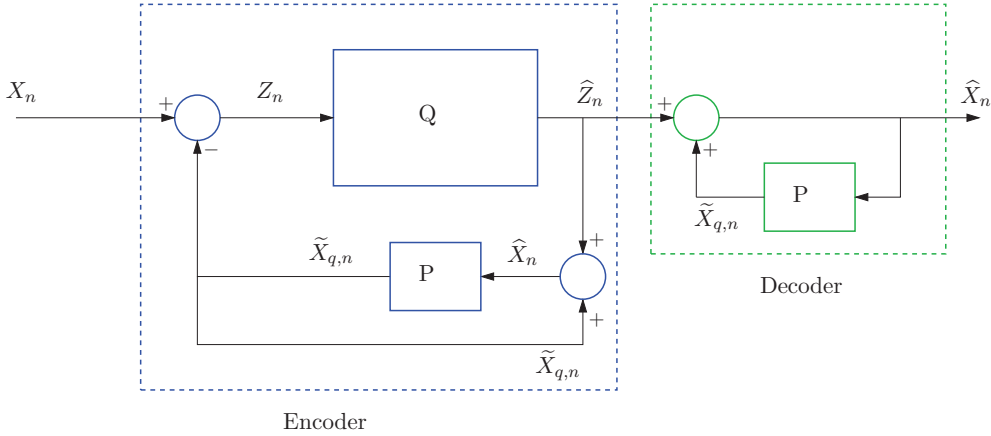 X_n
+
Z_n
Q
Ẑ_n
+
X̂_n
−
+
P
X̃_{q,n}
+
X̃_{q,n}
P
X̂_n
+
X̃_{q,n}
Decoder
Encoder